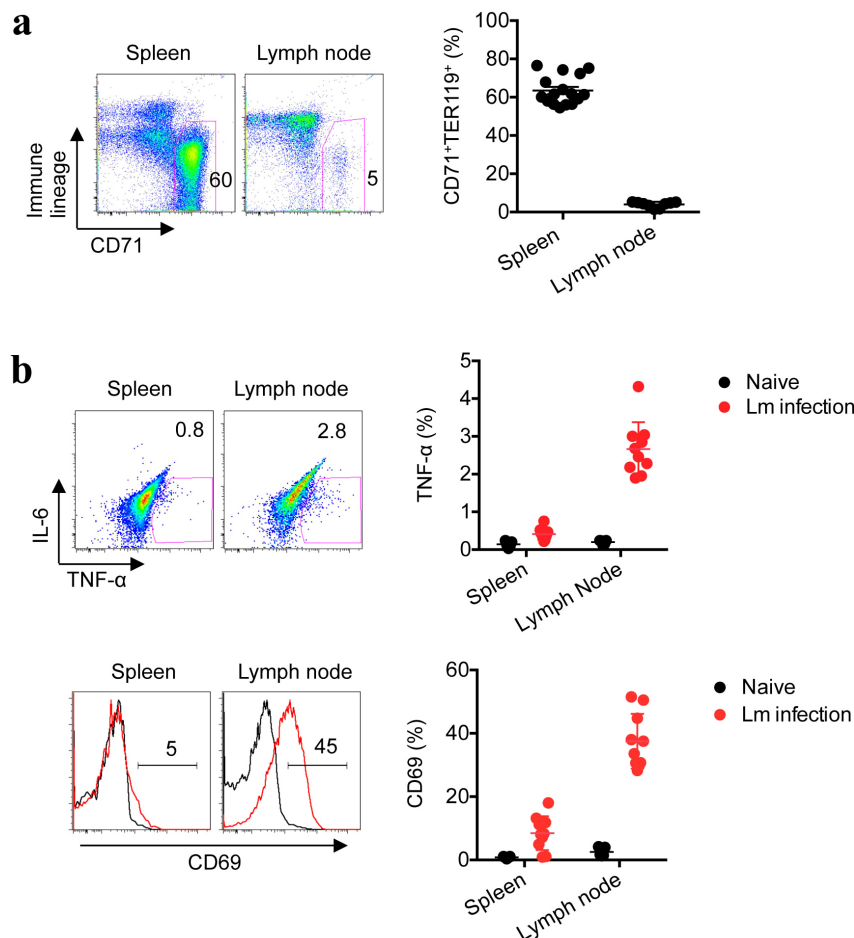 a
Spleen
Lymph node
Immune
lineage
60
5
CD71
CD71+TER119+ (%)
100
80
60
40
20
0
Spleen
Lymph node
b
Spleen
Lymph node
0.8
2.8
IL-6
TNF-α
TNF-α (%)
5
4
3
2
1
0
Spleen
Lymph Node
Naive
Lm infection
Spleen
Lymph node
5
45
CD69
CD69 (%)
60
40
20
0
Spleen
Lymph node
Naive
Lm infection